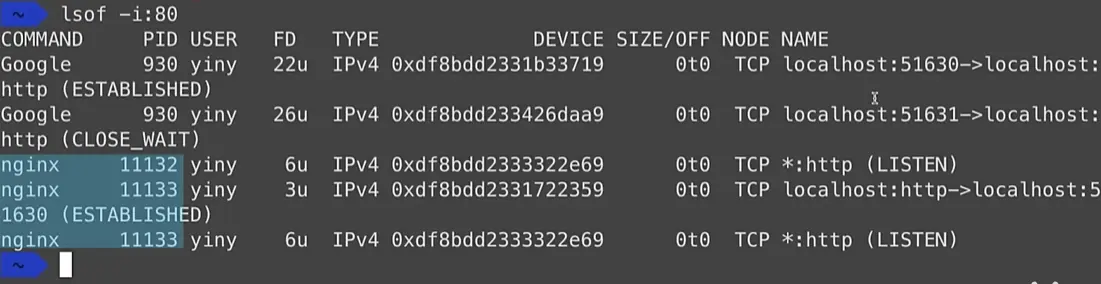 ~ lsof -i:80
COMMAND PID USER FD TYPE DEVICE SIZE/OFF NODE NAME
Google 930 yiny 22u IPv4 0xdf8bdd2331b33719 0t0 TCP localhost:51630->localhost:
http (ESTABLISHED)
Google 930 yiny 26u IPv4 0xdf8bdd233426daa9 0t0 TCP localhost:51631->localhost:
http (CLOSE_WAIT)
nginx 11132 yiny 6u IPv4 0xdf8bdd2333322e69 0t0 TCP *:http (LISTEN)
nginx 11133 yiny 3u IPv4 0xdf8bdd2331722359 0t0 TCP localhost:http->localhost:5
1630 (ESTABLISHED)
nginx 11133 yiny 6u IPv4 0xdf8bdd2333322e69 0t0 TCP *:http (LISTEN)
~